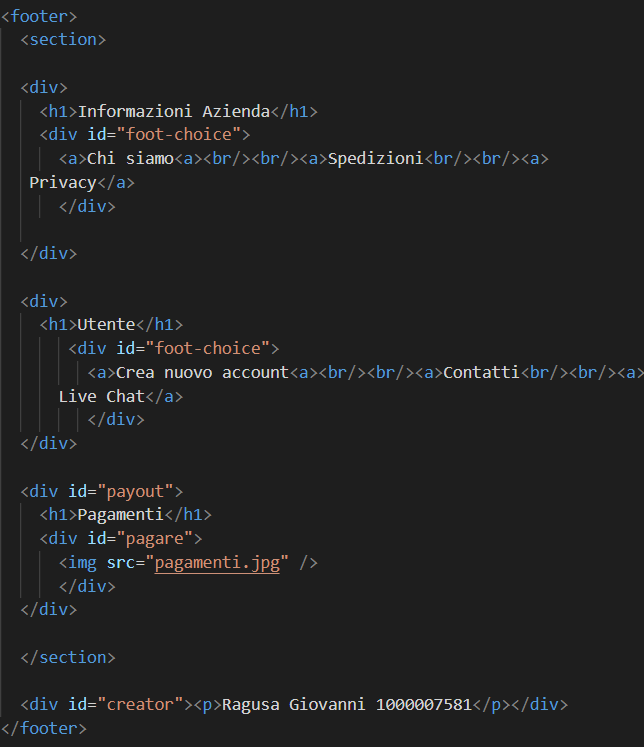 <footer>
<section>
<div>
<h1>Informazioni Azienda</h1>
<div id="foot-choice">
<a>Chi siamo<a><br/><br/><a>Spedizioni<br/><br/><a>
Privacy</a>
</div>
</div>
<div>
<h1>Utente</h1>
<div id="foot-choice">
<a>Crea nuovo account<a><br/><br/><a>Contatti<br/><br/><a>
Live Chat</a>
</div>
</div>
<div id="payout">
<h1>Pagamenti</h1>
<div id="pagare">
<img src="pagamenti.jpg" />
</div>
</div>
</section>
<div id="creator"><p>Ragusa Giovanni 1000007581</p></div>
</footer>